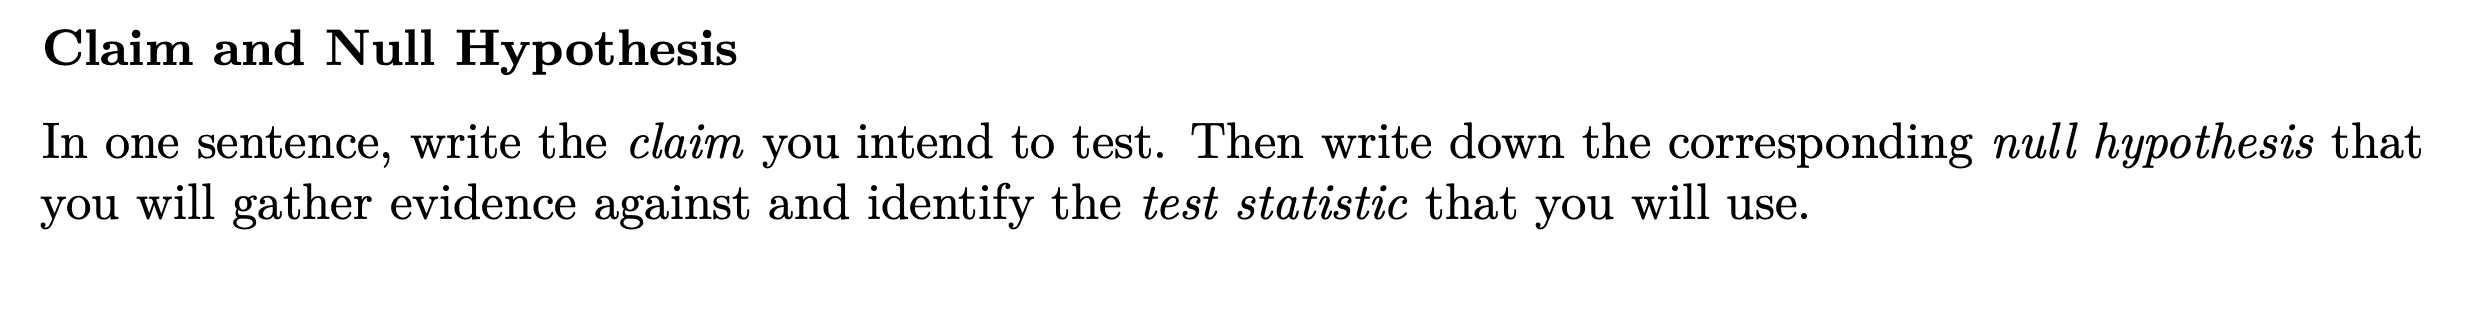 Claim and Null Hypothesis
In one sentence, write the claim you intend to test. Then write down the corresponding null hypothesis that
you will gather evidence against and identify the test statistic that you will use.